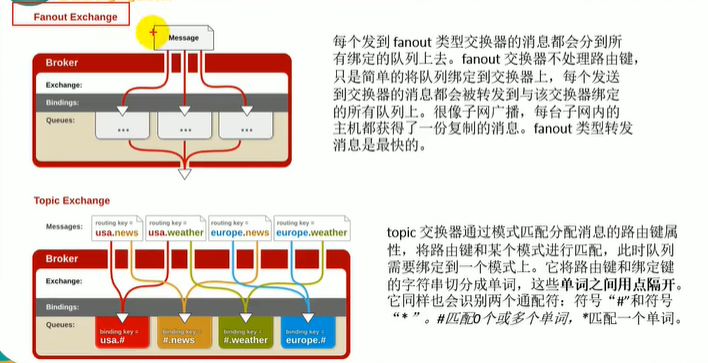 Fanout Exchange
Message
Broker
Exchange:
Bindings:
Queues:
... ... ...
每个发到 fanout 类型交换器的消息都会分到所
有绑定的队列上去。fanout 交换器不处理路由键，
只是简单的将队列绑定到交换器上，每个发送
到交换器的消息都会被转发到与该交换器绑定
的所有队列上。很像子网广播，每台子网内的
主机都获得了一份复制的消息。fanout 类型转发
消息是最快的。
Topic Exchange
Messages:
routing key =
usa.news
routing key =
usa.weather
routing key =
europe.news
routing key =
europe.weather
Broker
Exchange:
Bindings:
Queues:
binding key =
usa.#
binding key =
#.news
binding key =
#.weather
binding key =
europe.#
topic 交换器通过模式匹配分配消息的路由键属
性，将路由键和某个模式进行匹配，此时队列
需要绑定到一个模式上。它将路由键和绑定键
的字符串切分成单词，这些单词之间用点隔开。
它同样也会识别两个通配符：符号“#”和符号
“*”。#匹配0个或多个单词，*匹配一个单词。